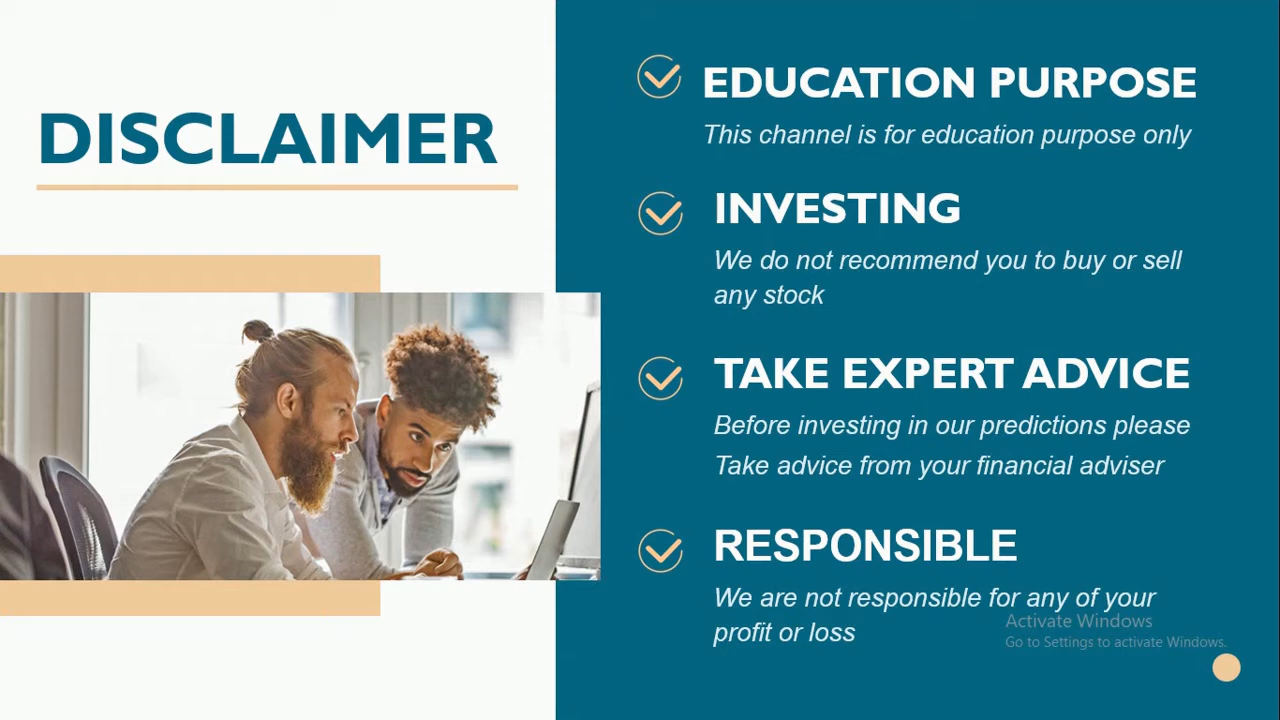 DISCLAIMER
EDUCATION PURPOSE
This channel is for education purpose only
INVESTING
We do not recommend you to buy or sell
any stock
TAKE EXPERT ADVICE
Before investing in our predictions please
Take advice from your financial adviser
RESPONSIBLE
We are not responsible for any of your
profit or loss
Activate Windows
Go to Settings to activate Windows.